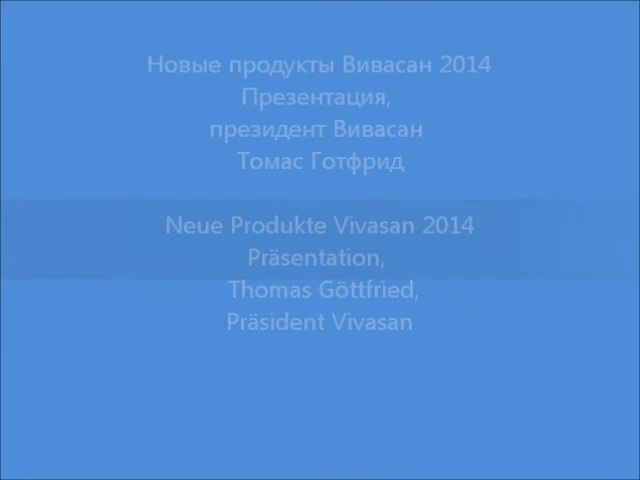 Новые продукты Вивасан 2014
Презентация,
президент Вивасан
Томас Готфрид
Neue Produkte Vivasan 2014
Präsentation,
Thomas Göttfried,
Präsident Vivasan